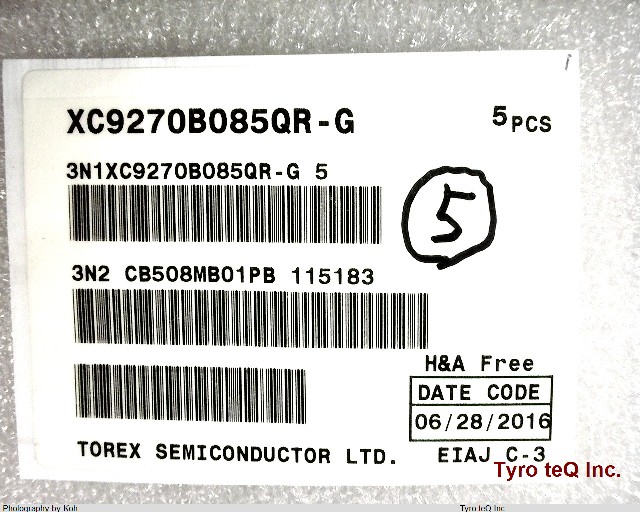 XC9270B085QR-G 5PCS
3N1XC9270B085QR-G 5
5
3N2 CB508MB01PB 115183
H&A Free
DATE CODE
06/28/2016
TOREX SEMICONDUCTOR LTD. EIAJ C-3
Tyro teQ Inc.
Photography by Koh Tyro teQ Inc